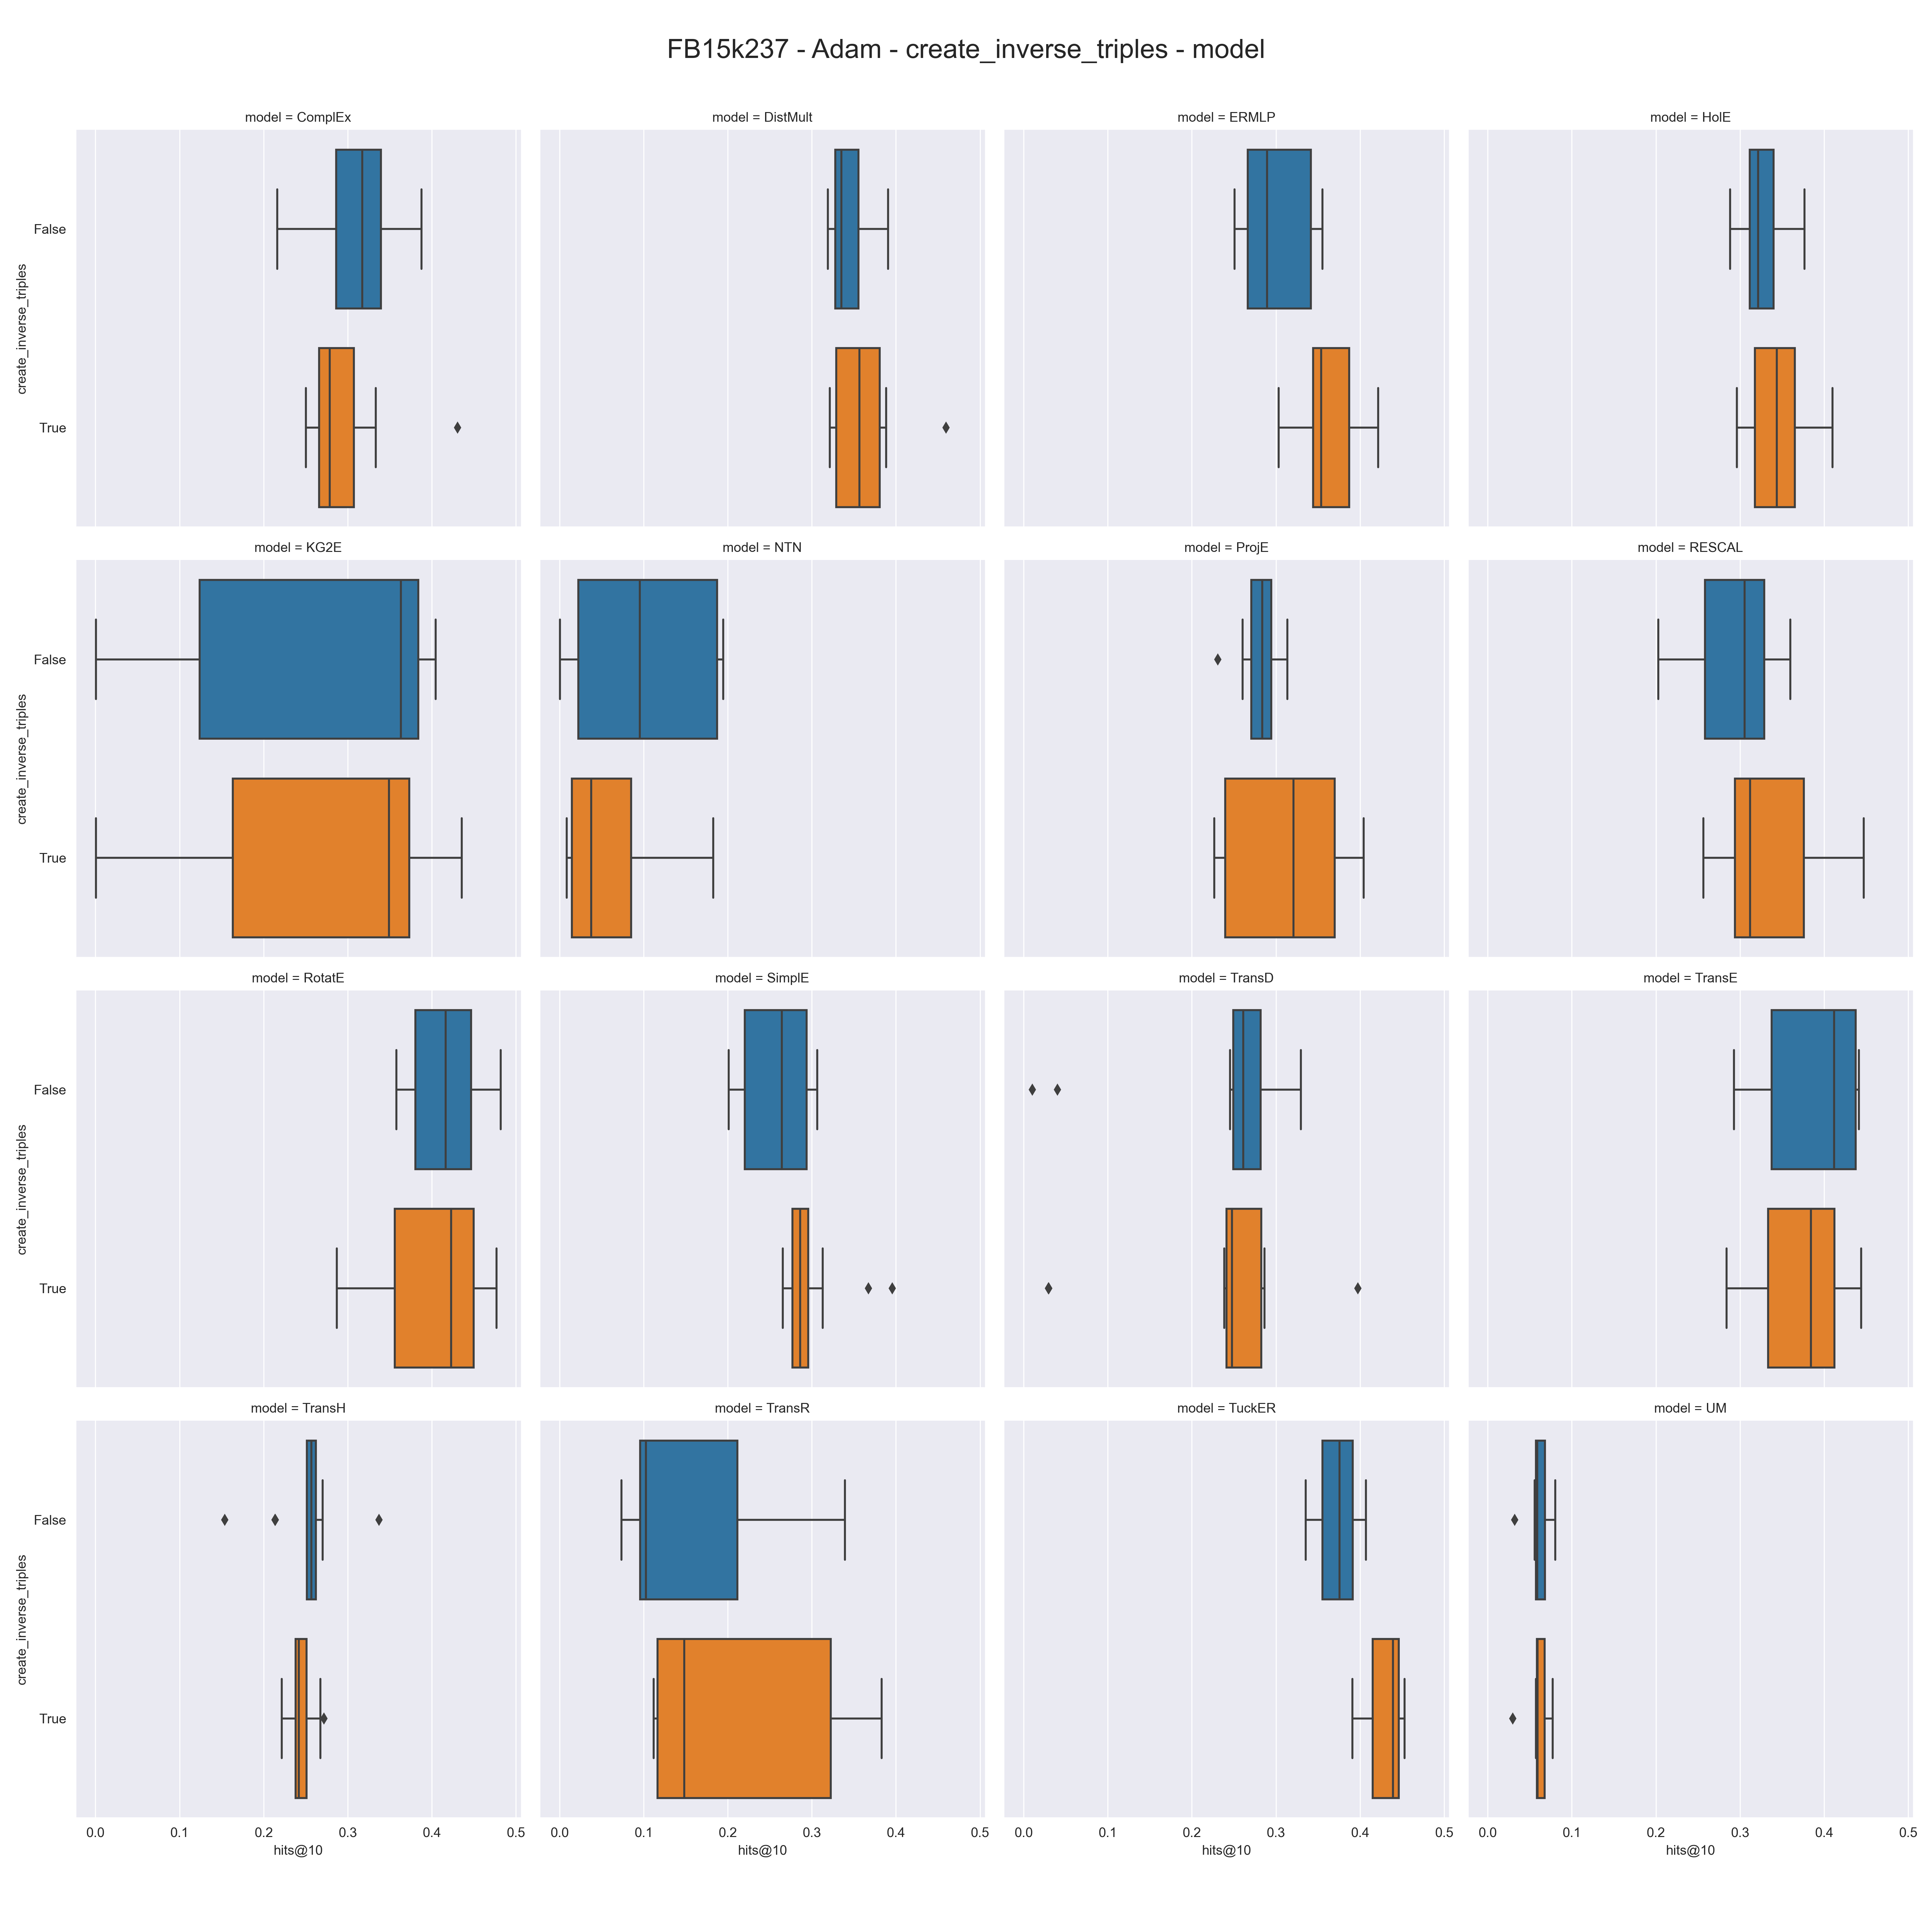 FB15k237 - Adam - create_inverse_triples - model
model = ComplEx
model = DistMult
model = ERMLP
model = HolE
create_inverse_triples
False
True
model = KG2E
model = NTN
model = ProjE
model = RESCAL
create_inverse_triples
False
True
model = RotatE
model = SimplE
model = TransD
model = TransE
create_inverse_triples
False
True
model = TransH
model = TransR
model = TuckER
model = UM
create_inverse_triples
False
True
0.0 0.1 0.2 0.3 0.4 0.5
hits@10
0.0 0.1 0.2 0.3 0.4 0.5
hits@10
0.0 0.1 0.2 0.3 0.4 0.5
hits@10
0.0 0.1 0.2 0.3 0.4 0.5
hits@10